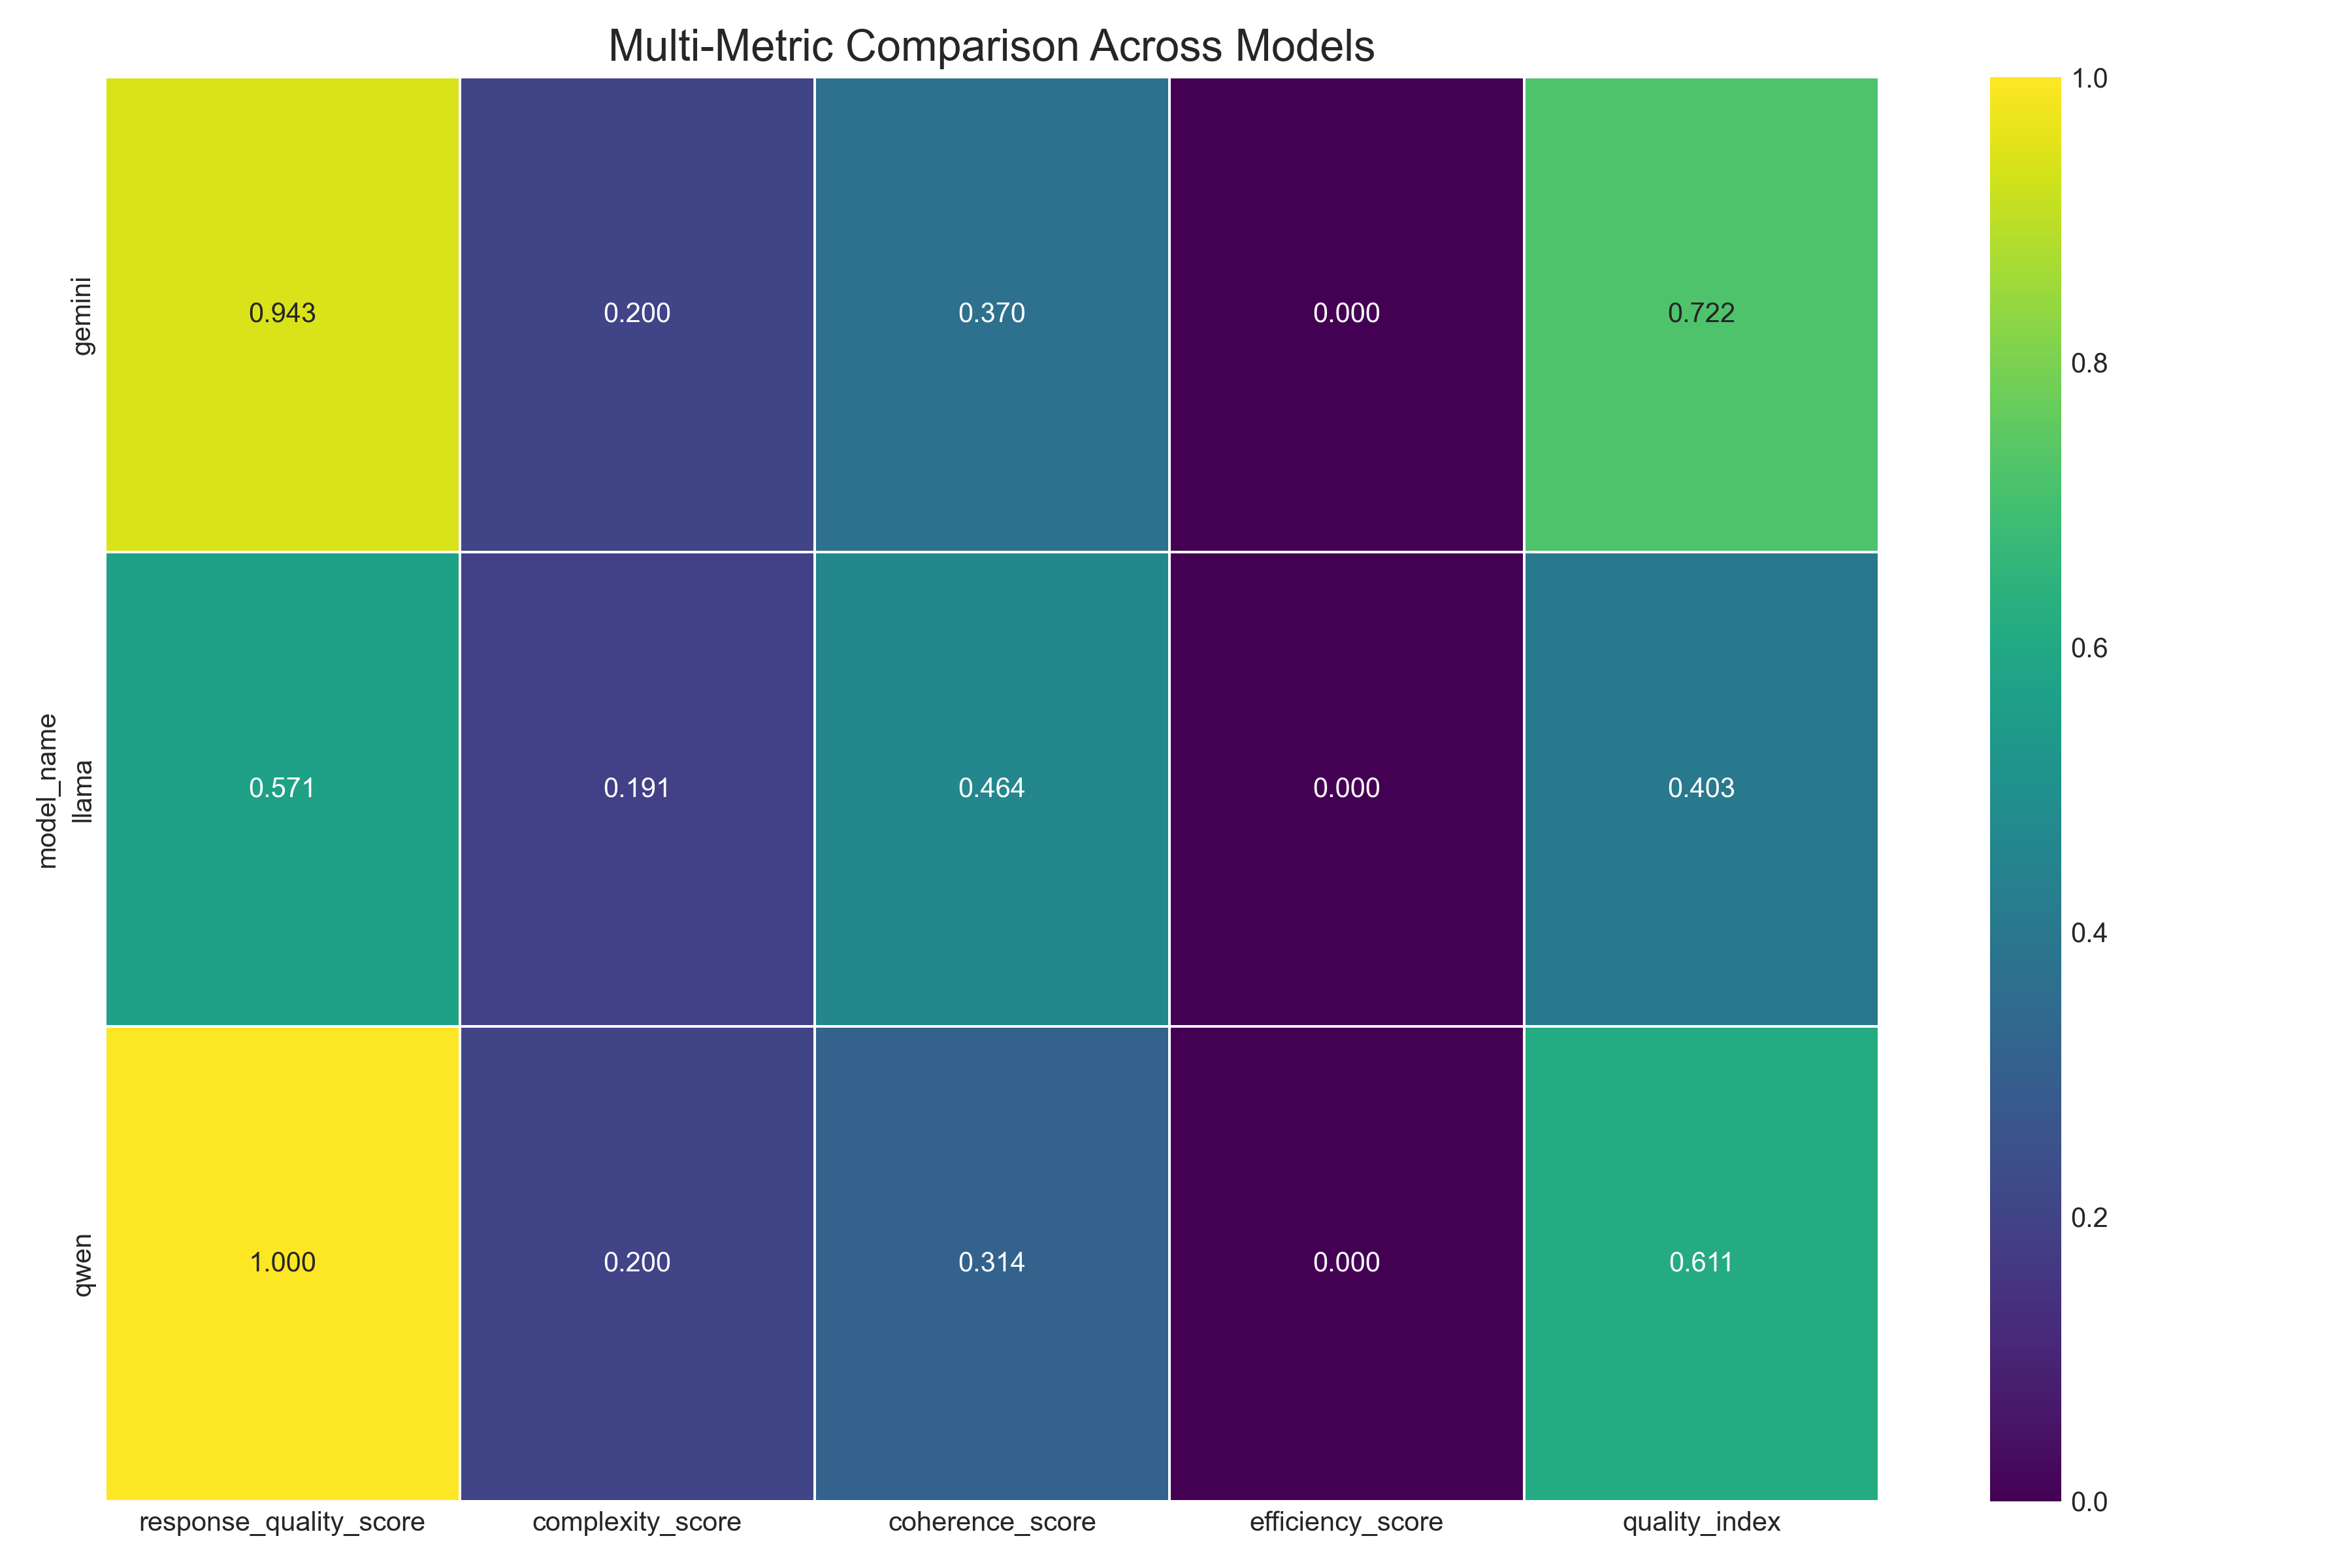 Multi-Metric Comparison Across Models
model_name
gemini
0.943 0.200 0.370 0.000 0.722
llama
0.571 0.191 0.464 0.000 0.403
qwen
1.000 0.200 0.314 0.000 0.611
response_quality_score complexity_score coherence_score efficiency_score quality_index
1.0
0.8
0.6
0.4
0.2
0.0